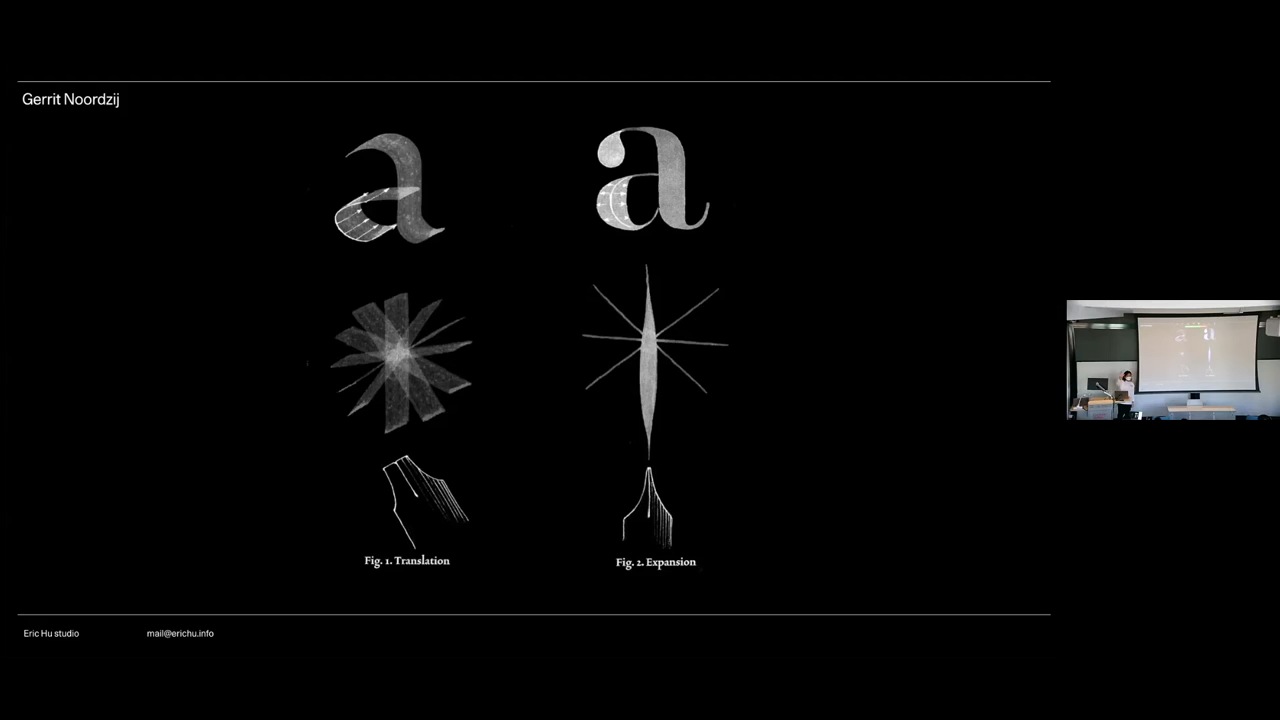 Gerrit Noordzij
a a
Fig. 1. Translation
Fig. 2. Expansion
Eric Hu studio
mail@erichu.info